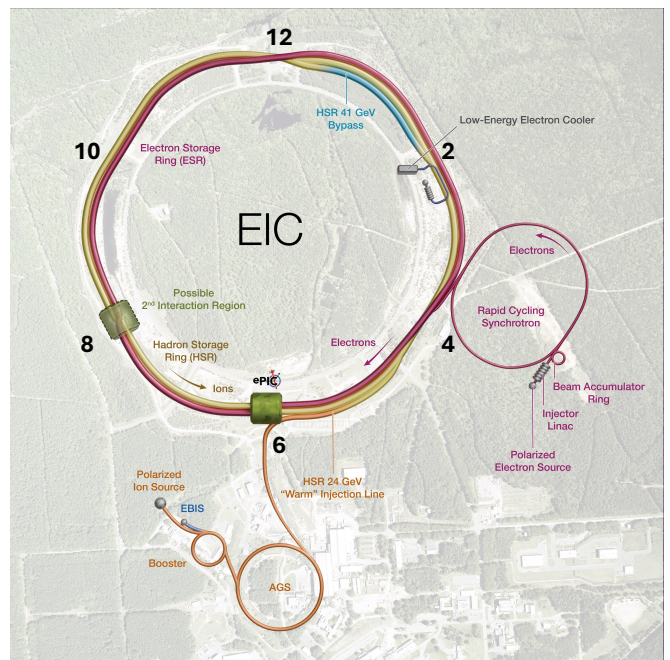 12
HSR 41 GeV
Bypass
Low-Energy Electron Cooler
10
Electron Storage
Ring (ESR)
2
EIC
Electrons
Possible
2nd Interaction Region
Rapid Cycling
Synchrotron
8
Hadron Storage
Ring (HSR)
Electrons
4
Ions
ePIC
Beam Accumulator
Ring
Injector
Linac
6
Polarized
Electron Source
Polarized
Ion Source
HSR 24 GeV
“Warm” Injection Line
EBIS
Booster
AGS